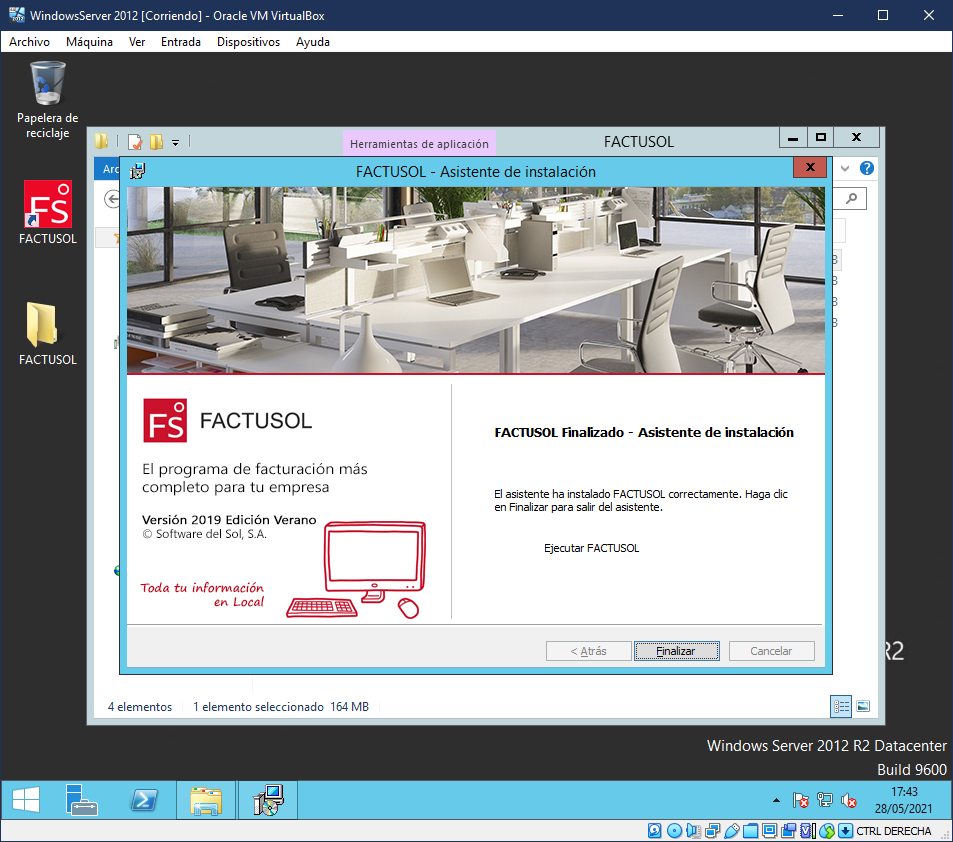 WindowsServer 2012 [Corriendo] - Oracle VM VirtualBox
Archivo Máquina Ver Entrada Dispositivos Ayuda
Papelera de
reciclaje
Herramientas de aplicación
FACTUSOL
Arc
FACTUSOL - Asistente de instalación
FS
FACTUSOL
FACTUSOL
FS FACTUSOL
El programa de facturación más
completo para tu empresa
Versión 2019 Edición Verano
© Software del Sol, S.A.
Toda tu información
en Local
FACTUSOL Finalizado - Asistente de instalación
El asistente ha instalado FACTUSOL correctamente. Haga clic
en Finalizar para salir del asistente.
Ejecutar FACTUSOL
< Atrás Finalizar Cancelar
R2
4 elementos 1 elemento seleccionado 164 MB
Windows Server 2012 R2 Datacenter
Build 9600
17:43
28/05/2021
CTRL DERECHA